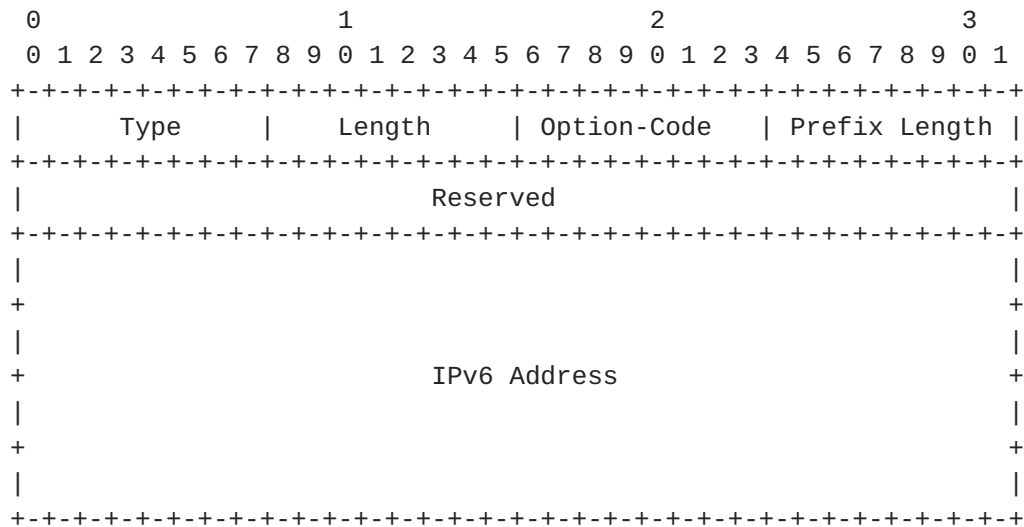 0                   1                   2                   3
 0 1 2 3 4 5 6 7 8 9 0 1 2 3 4 5 6 7 8 9 0 1 2 3 4 5 6 7 8 9 0 1
+-+-+-+-+-+-+-+-+-+-+-+-+-+-+-+-+-+-+-+-+-+-+-+-+-+-+-+-+-+-+-+-+
|      Type     |    Length     | Option-Code   | Prefix Length |
+-+-+-+-+-+-+-+-+-+-+-+-+-+-+-+-+-+-+-+-+-+-+-+-+-+-+-+-+-+-+-+-+
|                          Reserved                             |
+-+-+-+-+-+-+-+-+-+-+-+-+-+-+-+-+-+-+-+-+-+-+-+-+-+-+-+-+-+-+-+-+
|                                                               |
+                                                               +
|                                                               |
+                          IPv6 Address                         +
|                                                               |
+                                                               +
|                                                               |
+-+-+-+-+-+-+-+-+-+-+-+-+-+-+-+-+-+-+-+-+-+-+-+-+-+-+-+-+-+-+-+-+